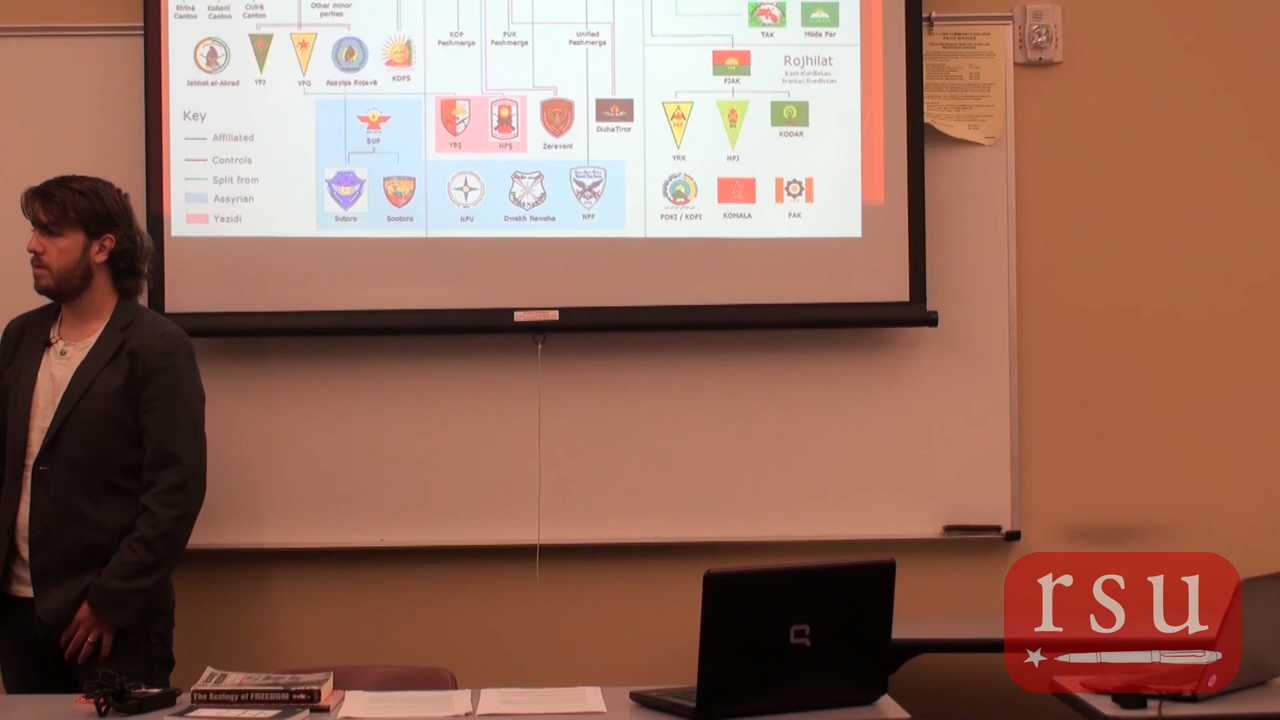 Efrînê Canton
Kobanî Canton
Cizîrê Canton
Other minor parties
Jebhat al-Akrad
YPJ
YPG
Asayîşa Rojavê
KDPS
KDP Peshmerga
PUK Peshmerga
Unified Peshmerga
TAK
Hüda Par
PJAK
Rojhilat
East Kurdistan
Iranian Kurdistan
Key
Affiliated
Controls
Split from
Assyrian
Yazidi
SUP
Sutoro
Sootoro
YBŞ
HPŞ
Zeravani
DizhaTiror
NPU
Dwekh Nawsha
NPF
YRK
HPJ
KODAR
PDKI / KDPI
KOMALA
PAK
The Ecology of FREEDOM
rsu